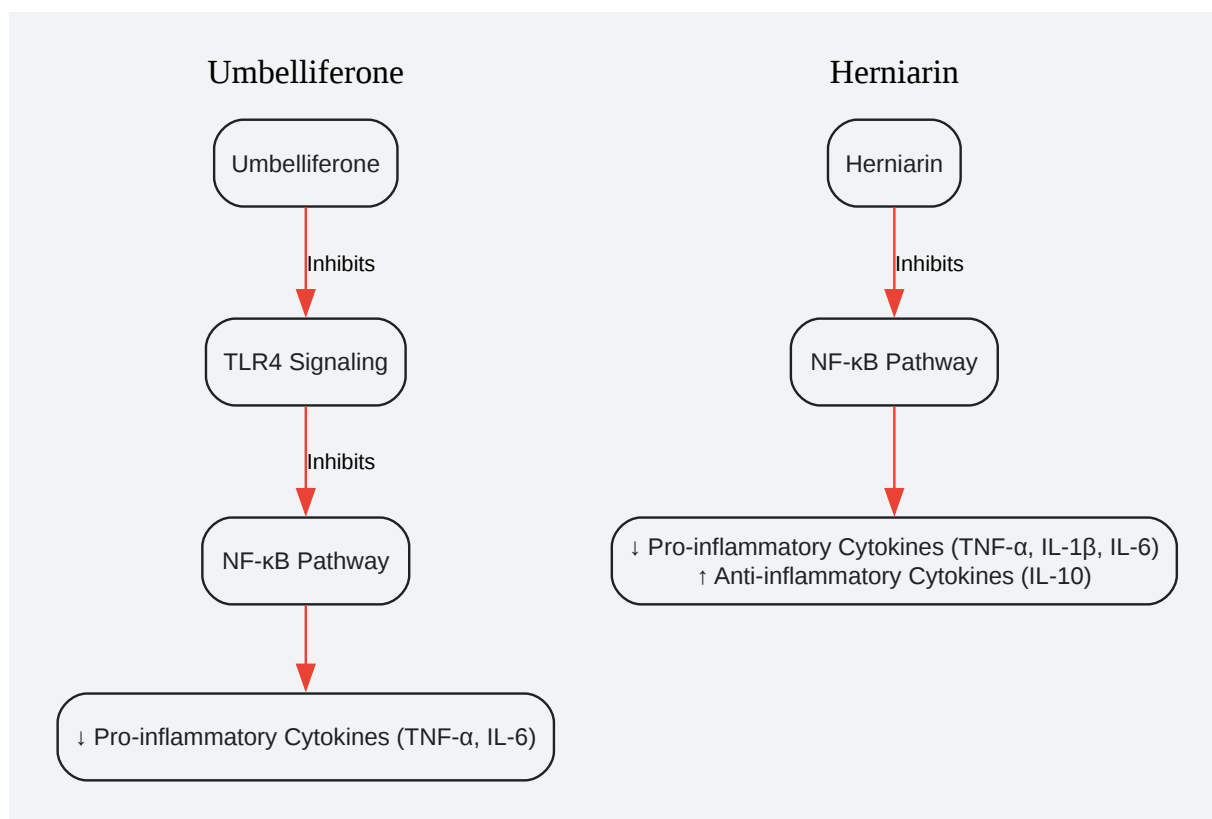 Umbelliferone
Umbelliferone
Inhibits
TLR4 Signaling
Inhibits
NF-κB Pathway
↓ Pro-inflammatory Cytokines (TNF-α, IL-6)
Herniarin
Herniarin
Inhibits
NF-κB Pathway
↓ Pro-inflammatory Cytokines (TNF-α, IL-1β, IL-6)
↑ Anti-inflammatory Cytokines (IL-10)